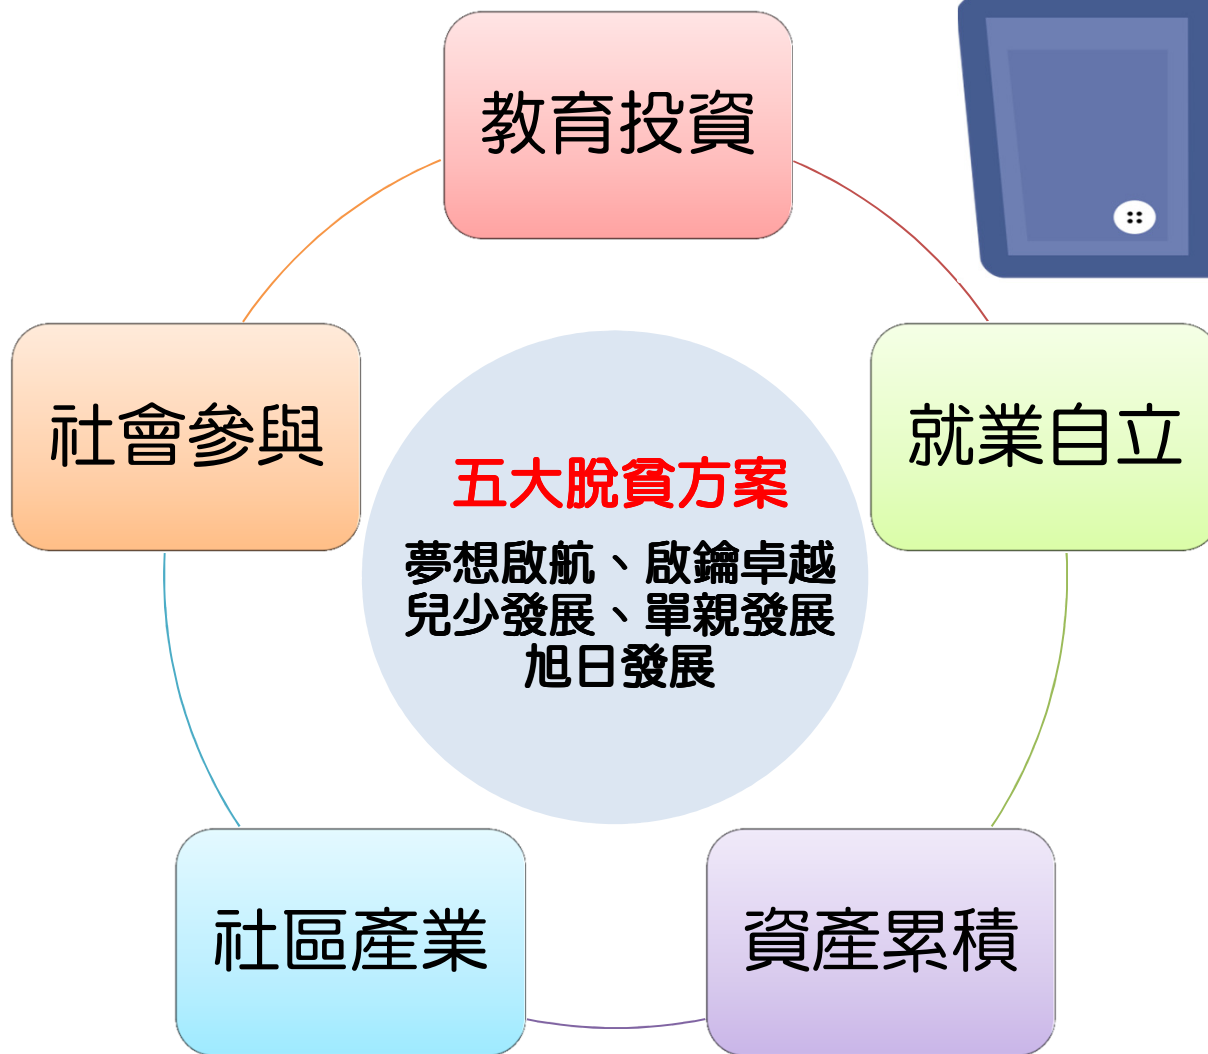 教育投資
社會參與
就業自立
五大脫貧方案
夢想啟航、啟鑰卓越
兒少發展、單親發展
旭日發展
社區產業
資產累積